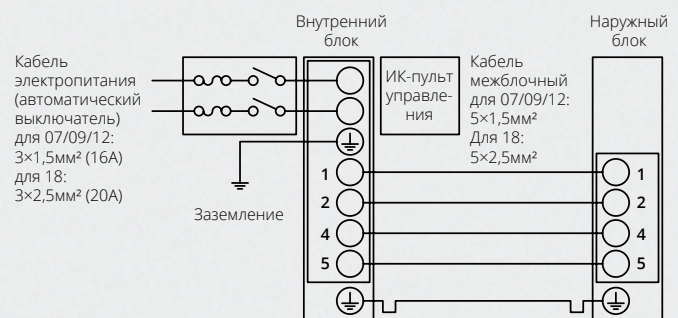 Внутренний
блок
Наружный
блок
Кабель
электропитания
(автоматический
выключатель)
для 07/09/12:
3×1,5мм² (16А)
для 18:
3×2,5мм² (20А)
ИК-пульт
управле-
ния
Кабель
межблочный
для 07/09/12:
5×1,5мм²
Для 18:
5×2,5мм²
Заземление
1
2
4
5
1
2
4
5